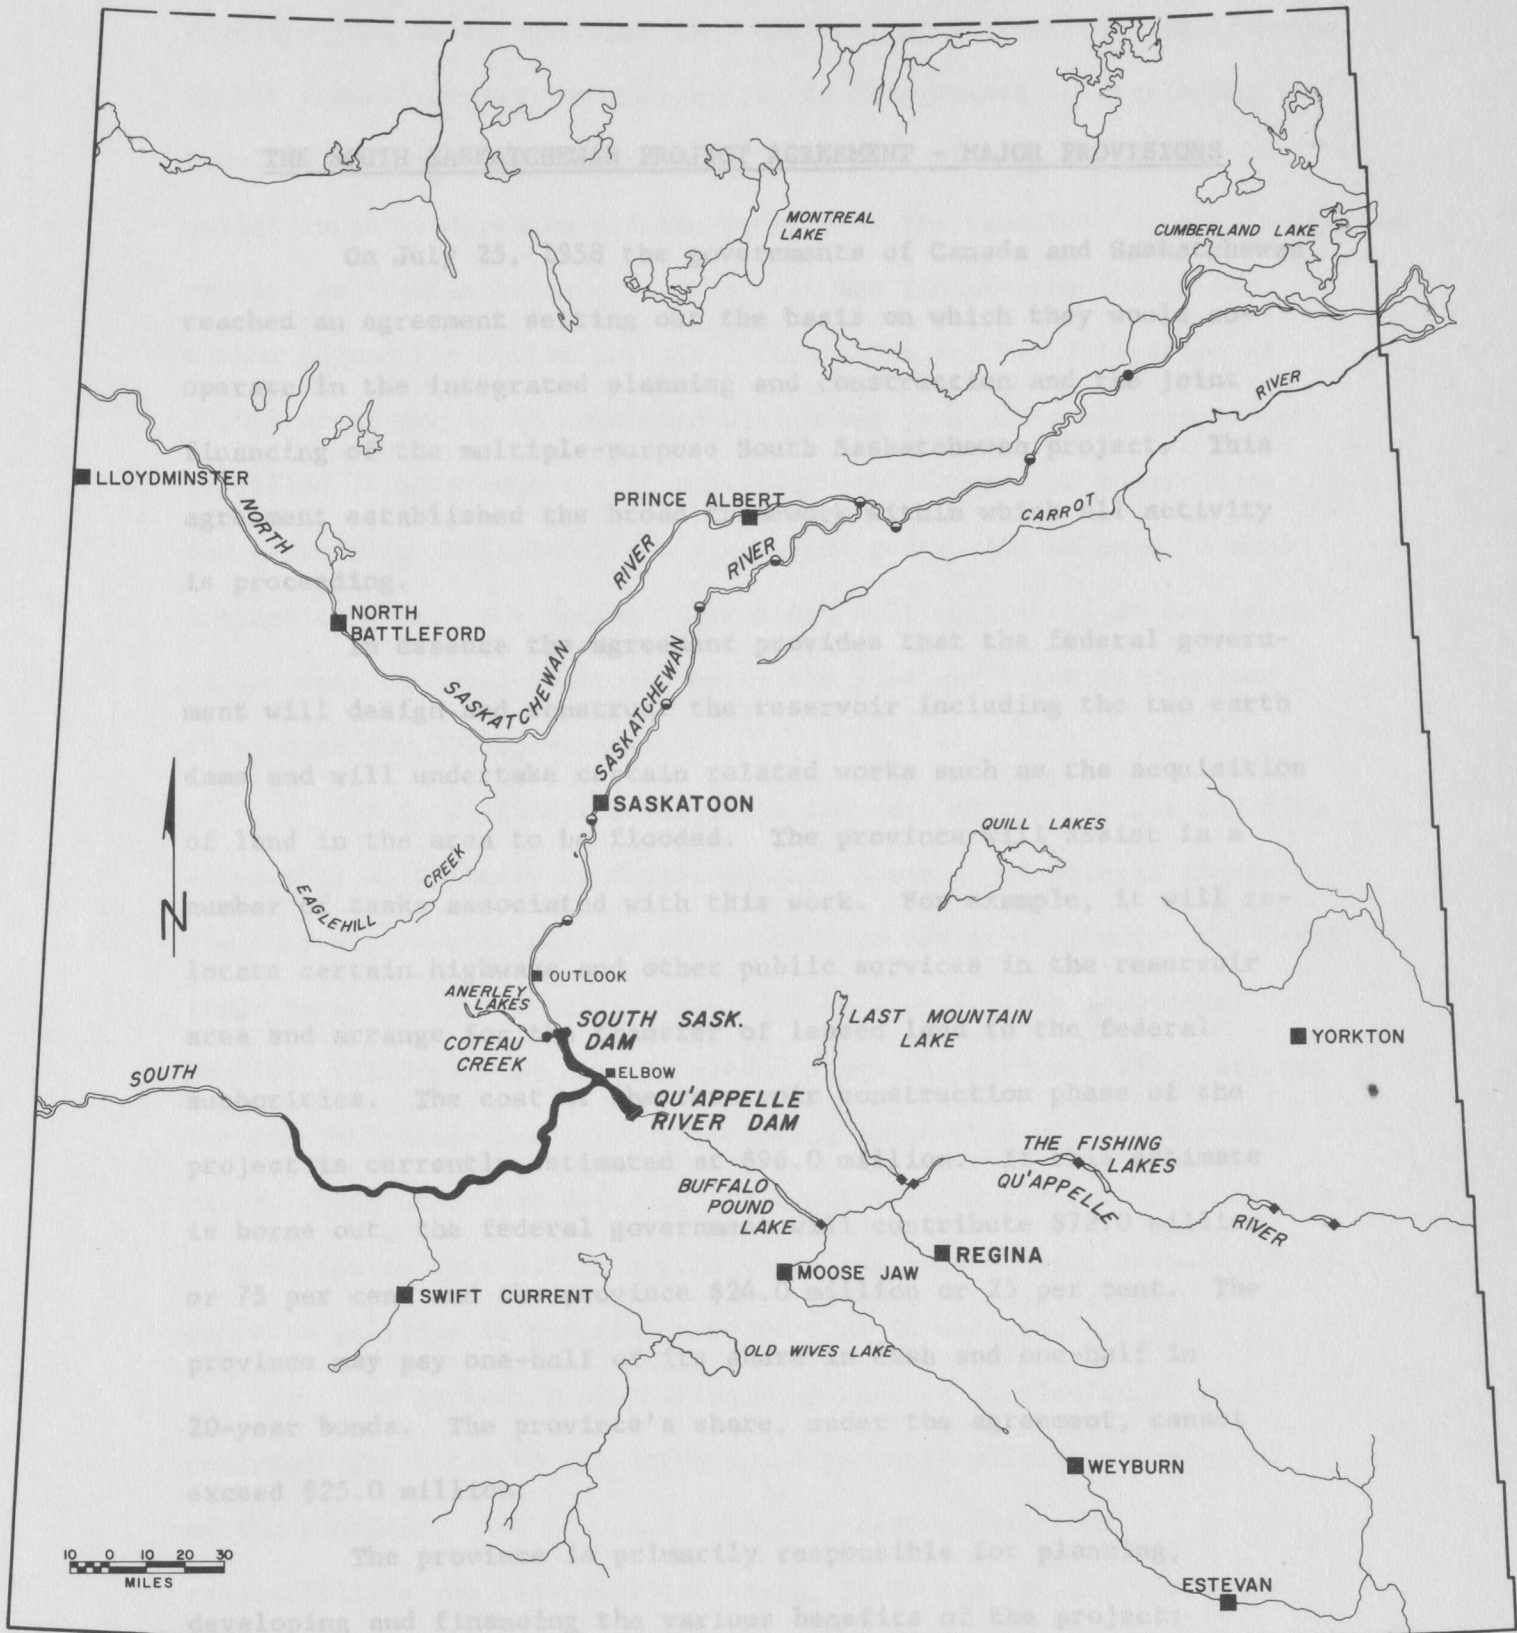 MONTREAL
LAKE
CUMBERLAND LAKE
RIVER
LLOYDMINSTER
NORTH
PRINCE ALBERT
CARROT
RIVER
RIVER
NORTH
BATTLEFORD
SASKATCHEWAN
SASKATCHEWAN
SASKATOON
QUILL LAKES
CREEK
EAGLEHILL
N
OUTLOOK
ANERLEY
LAKES
SOUTH SASK.
DAM
COTEAU
CREEK
LAST MOUNTAIN
LAKE
YORKTON
ELBOW
SOUTH
QU'APPELLE
RIVER DAM
THE FISHING
LAKES
QU'APPELLE
RIVER
BUFFALO
POUND
LAKE
REGINA
MOOSE JAW
SWIFT CURRENT
OLD WIVES LAKE
WEYBURN
ESTEVAN
10 0 10 20 30
MILES
THE SOUTH SASKATCHEWAN PROJECT AGREEMENT - MAJOR PROVISIONS
On July 25, 1958 the governments of Canada and Saskatchewan
reached an agreement setting out the basis on which they would co-
operate in the integrated planning and construction and the joint
financing of the multiple-purpose South Saskatchewan project. This
agreement established the broad framework within which all activity
is proceeding.
In essence the agreement provides that the federal govern-
ment will design and construct the reservoir including the two earth
dams and will undertake certain related works such as the acquisition
of land in the area to be flooded. The province will assist in a
number of tasks associated with this work. For example, it will re-
locate certain highways and other public services in the reservoir
area and arrange for the transfer of leased land to the federal
authorities. The cost of the reservoir construction phase of the
project is currently estimated at $96.0 million. If this estimate
is borne out, the federal government will contribute $72.0 million
or 75 per cent and the province $24.0 million or 25 per cent. The
province may pay one-half of its share in cash and one-half in
20-year bonds. The province's share, under the agreement, cannot
exceed $25.0 million.
The province is primarily responsible for planning,
developing and financing the various benefits of the project: